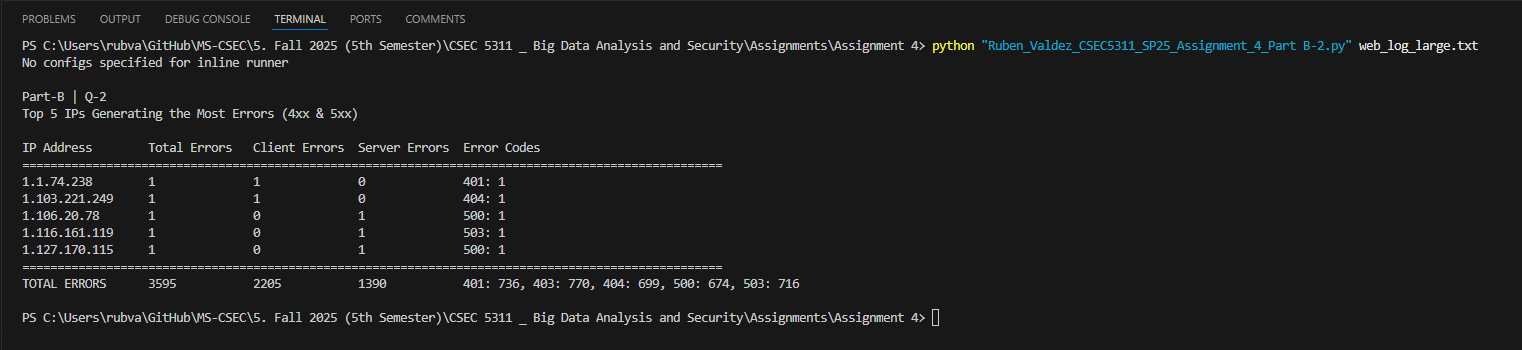 PROBLEMS OUTPUT DEBUG CONSOLE TERMINAL PORTS COMMENTS
PS C:\Users\rubva\GitHub\MS-CSEC\5. Fall 2025 (5th Semester)\CSEC 5311 _ Big Data Analysis and Security\Assignments\Assignment 4> python "Ruben_Valdez_CSEC5311_SP25_Assignment_4_Part B-2.py" web_log_large.txt
No configs specified for inline runner
Part-B | Q-2
Top 5 IPs Generating the Most Errors (4xx & 5xx)
IP Address Total Errors Client Errors Server Errors Error Codes
====================================================================================================
1.1.74.238 1 1 0 401: 1
1.103.221.249 1 1 0 404: 1
1.106.20.78 1 0 1 500: 1
1.116.161.119 1 0 1 503: 1
1.127.170.115 1 0 1 500: 1
====================================================================================================
TOTAL ERRORS 3595 2205 1390 401: 736, 403: 770, 404: 699, 500: 674, 503: 716
PS C:\Users\rubva\GitHub\MS-CSEC\5. Fall 2025 (5th Semester)\CSEC 5311 _ Big Data Analysis and Security\Assignments\Assignment 4>